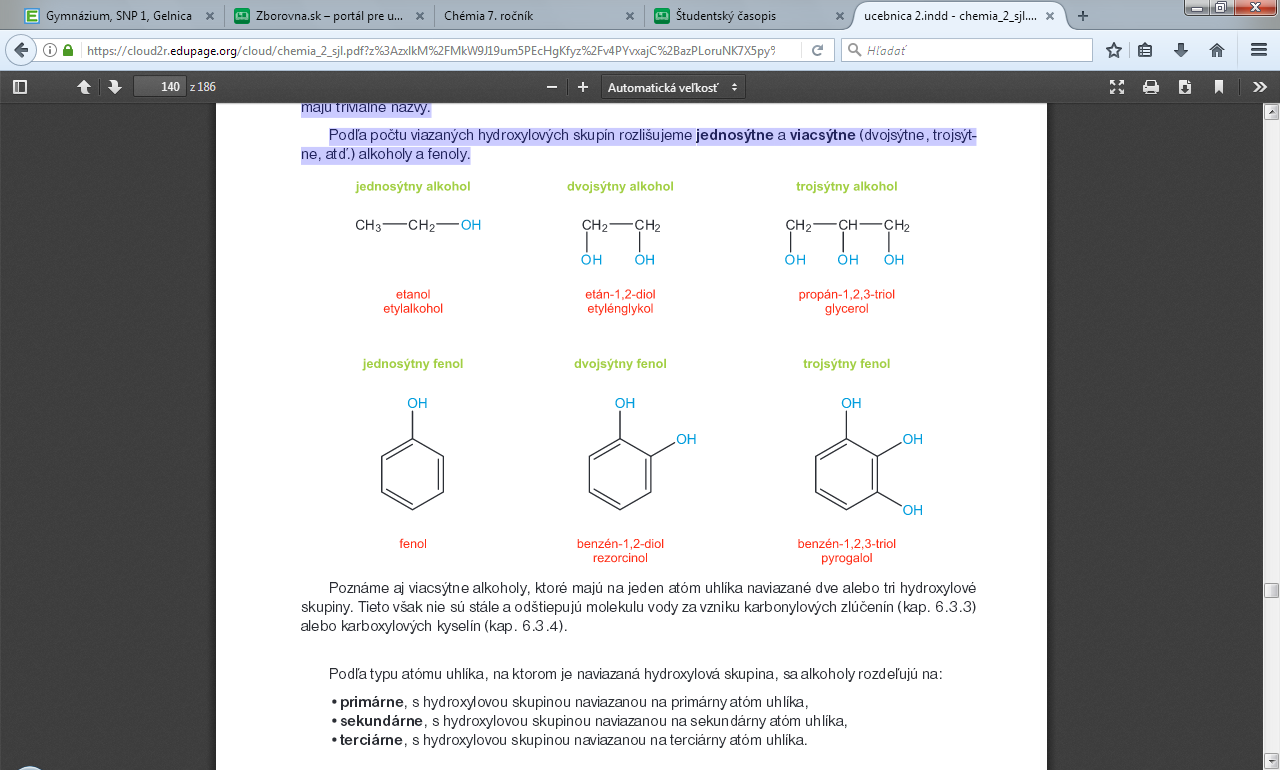 Gymnázium, SNP 1, Gelnica
Zborovna.sk – portál pre u...
Chémia 7. ročník
Študentský časopis
ucebnica 2.indd - chemia_2_sjl....
https://cloud2r.edupage.org/cloud/chemia_2_sjl.pdf?z%3AzxIkM%2FMkW9J19um5PEcHgKfyz%2Fv4PYvxajC%2BazPLoruNK7X5py%
Hľadať
140 z 186
Automatická veľkosť
majú triviálne názvy.
Podľa počtu viazaných hydroxylových skupín rozlišujeme jednosýtne a viacsýtne (dvojsýtne, trojsýt-
ne, atď.) alkoholy a fenoly.
jednosýtny alkohol dvojsýtny alkohol trojsýtny alkohol
CH3 CH2 OH CH2 CH2 CH2 CH CH2
OH OH OH OH OH
etanol etán-1,2-diol propán-1,2,3-triol
etylalkohol etylénglykol glycerol
jednosýtny fenol dvojsýtny fenol trojsýtny fenol
OH OH OH
OH OH
OH
fenol benzén-1,2-diol benzén-1,2,3-triol
rezorcinol pyrogalol
Poznáme aj viacsýtne alkoholy, ktoré majú na jeden atóm uhlíka naviazané dve alebo tri hydroxylové
skupiny. Tieto však nie sú stále a odštiepujú molekulu vody za vzniku karbonylových zlúčenín (kap. 6.3.3)
alebo karboxylových kyselín (kap. 6.3.4).
Podľa typu atómu uhlíka, na ktorom je naviazaná hydroxylová skupina, sa alkoholy rozdeľujú na:
• primárne, s hydroxylovou skupinou naviazanou na primárny atóm uhlíka,
• sekundárne, s hydroxylovou skupinou naviazanou na sekundárny atóm uhlíka,
• terciárne, s hydroxylovou skupinou naviazanou na terciárny atóm uhlíka.